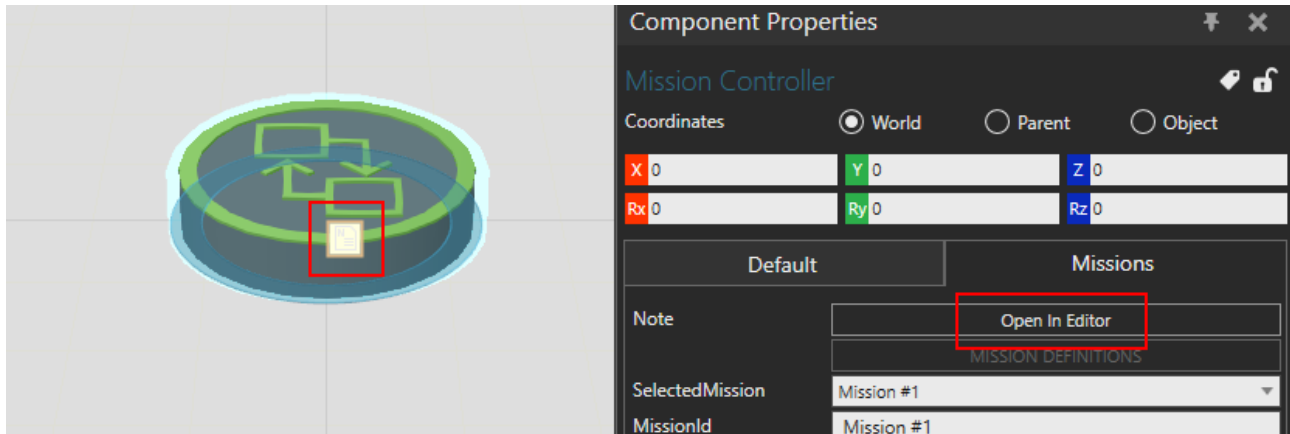 Component Properties
Mission Controller
Coordinates World Parent Object
X 0 Y 0 Z 0
Rx 0 Ry 0 Rz 0
Default Missions
Note Open In Editor
MISSION DEFINITIONS
SelectedMission Mission #1
MissionId Mission #1